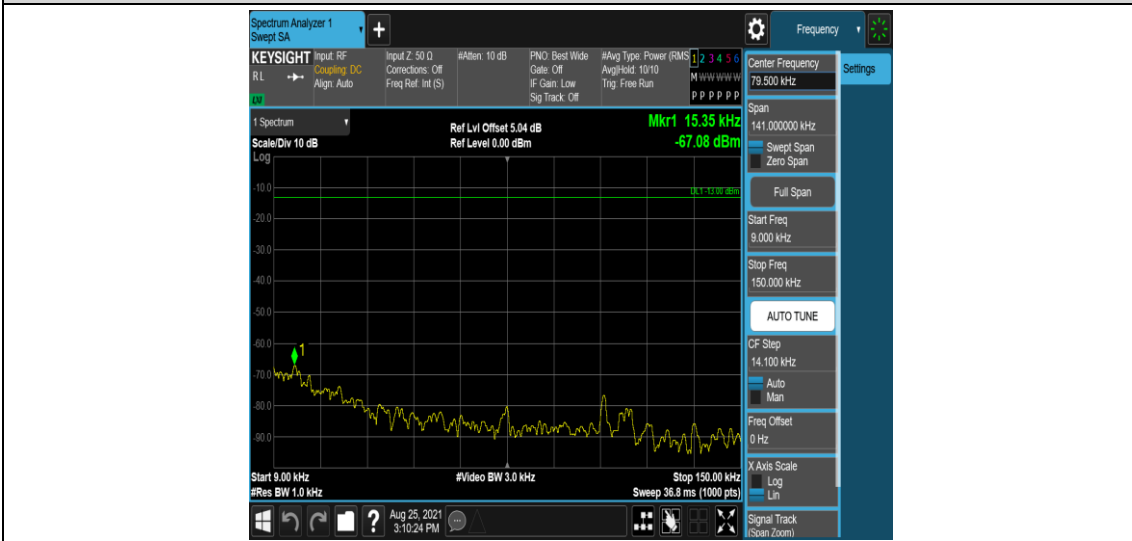 Spectrum Analyzer 1
Swept SA
+
Frequency
KEYSIGHT
RL
LXI
Input: RF
Coupling: DC
Align: Auto
Input Z: 50 Ω
Corrections: Off
Freq Ref: Int (S)
#Atten: 10 dB
PNO: Best Wide
Gate: Off
IF Gain: Low
Sig Track: Off
#Avg Type: Power (RMS
Avg|Hold: 10/10
Trig: Free Run
1 2 3 4 5 6
M W W W W W
P P P P P P
1 Spectrum
Scale/Div 10 dB
Log
Ref Lvl Offset 5.04 dB
Ref Level 0.00 dBm
Mkr1 15.35 kHz
-67.08 dBm
DL1 -13.00 dBm
-10.0
-20.0
-30.0
-40.0
-50.0
-60.0
-70.0
-80.0
-90.0
1
Start 9.00 kHz
#Res BW 1.0 kHz
#Video BW 3.0 kHz
Stop 150.00 kHz
Sweep 36.8 ms (1000 pts)
?
Aug 25, 2021
3:10:24 PM
Center Frequency
79.500 kHz
Span
141.000000 kHz
Swept Span
Zero Span
Full Span
Start Freq
9.000 kHz
Stop Freq
150.000 kHz
AUTO TUNE
CF Step
14.100 kHz
Auto
Man
Freq Offset
0 Hz
X Axis Scale
Log
Lin
Signal Track
(Span Zoom)
Settings